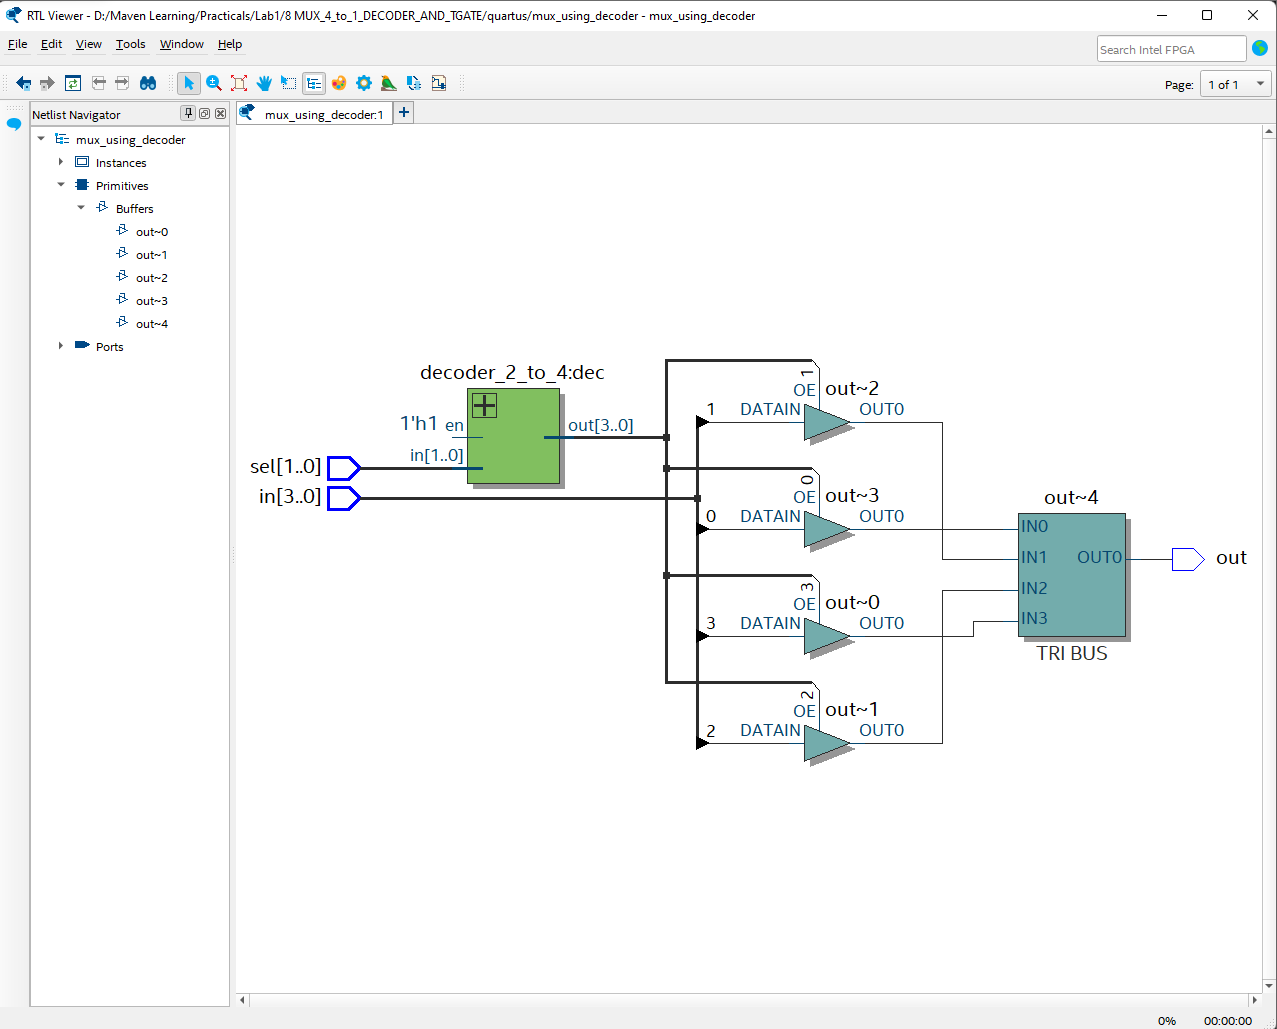 RTL Viewer - D:/Maven Learning/Practicals/Lab1/8 MUX_4_to_1_DECODER_AND_TGATE/quartus/mux_using_decoder - mux_using_decoder
File Edit View Tools Window Help
Search Intel FPGA
Page: 1 of 1
Netlist Navigator
mux_using_decoder:1
mux_using_decoder
Instances
Primitives
Buffers
out~0
out~1
out~2
out~3
out~4
Ports
decoder_2_to_4:dec
1'h1 en
out[3..0]
in[1..0]
sel[1..0]
in[3..0]
1
OE
out~2
1
DATAIN
OUT0
0
OE
out~3
0
DATAIN
OUT0
3
OE
out~0
3
DATAIN
OUT0
2
OE
out~1
2
DATAIN
OUT0
out~4
IN0
IN1
OUT0
IN2
IN3
TRI BUS
out
0%
00:00:00